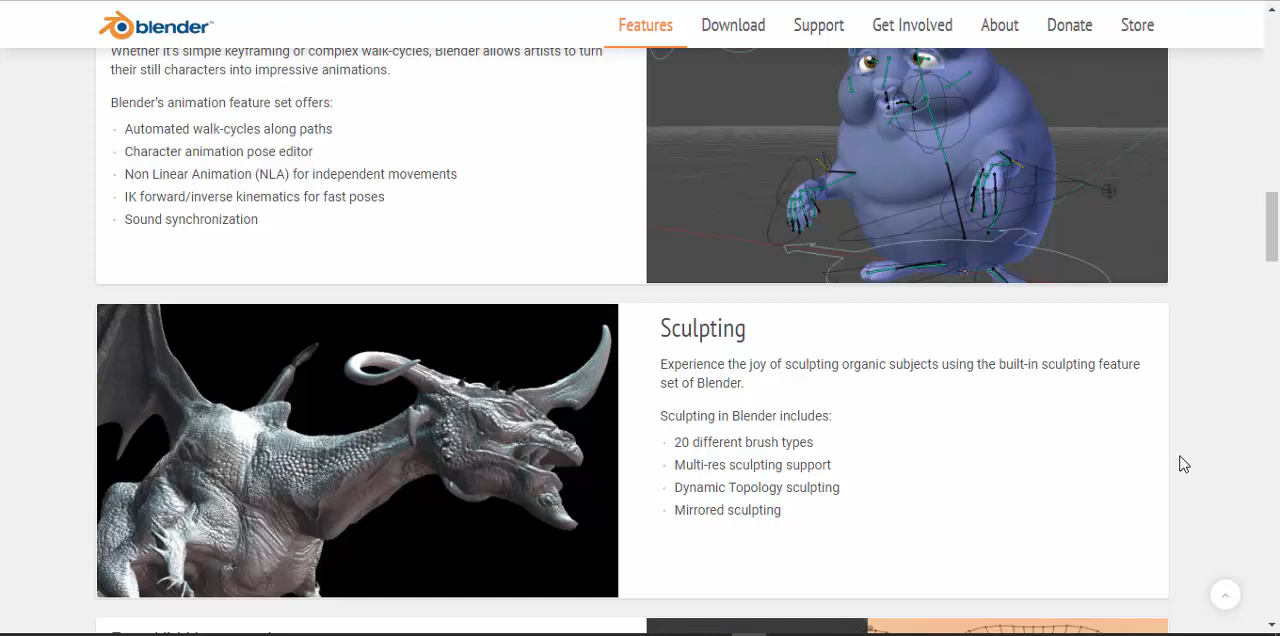 blender™
Features
Download
Support
Get Involved
About
Donate
Store
Whether it's simple keyframing or complex walk-cycles, Blender allows artists to turn
their still characters into impressive animations.
Blender's animation feature set offers:
Automated walk-cycles along paths
Character animation pose editor
Non Linear Animation (NLA) for independent movements
IK forward/inverse kinematics for fast poses
Sound synchronization
Sculpting
Experience the joy of sculpting organic subjects using the built-in sculpting feature
set of Blender.
Sculpting in Blender includes:
20 different brush types
Multi-res sculpting support
Dynamic Topology sculpting
Mirrored sculpting